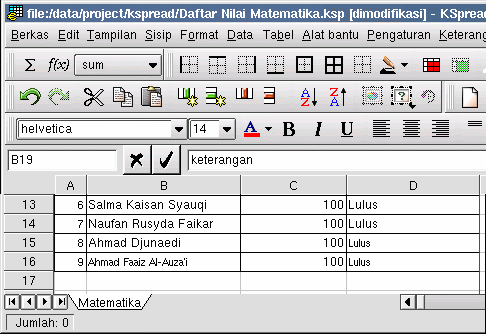 file:/data/project/kspread/Daftar Nilai Matematika.ksp [dimodifikasi] - KSprea
Berkas Edit Tampilan Sisip Format Data Tabel Alat bantu Pengaturan Keterang
Σ f(x) sum
helvetica 14 A B I U
B19 keterangan
A B C D
13 6 Salma Kaisan Syauqi 100 Lulus
14 7 Naufan Rusyda Faikar 100 Lulus
15 8 Ahmad Djunaedi 100 Lulus
16 9 Ahmad Faaiz Al-Auza'i 100 Lulus
17
Matematika
Jumlah: 0